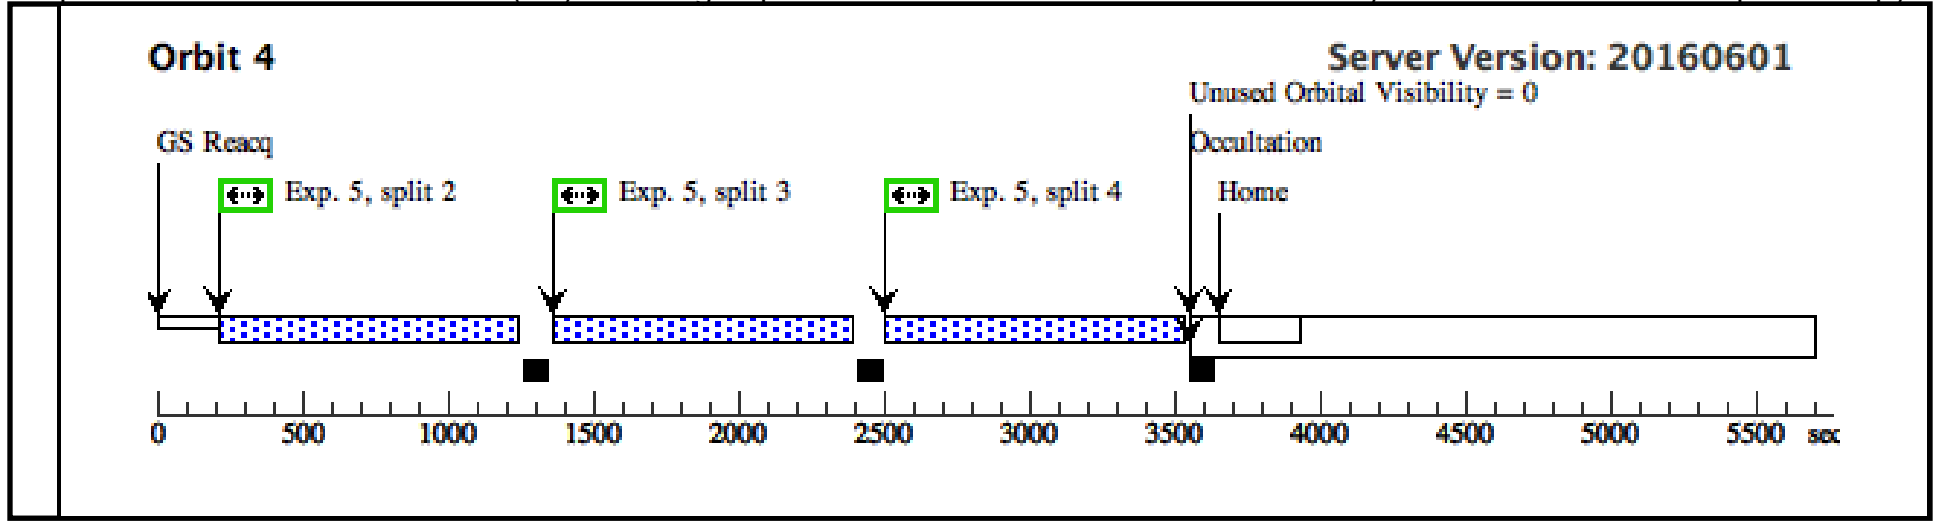 Orbit 4
Server Version: 20160601
Unused Orbital Visibility = 0
GS Reacq
Occultation
Exp. 5, split 2
Exp. 5, split 3
Exp. 5, split 4
Home
0 500 1000 1500 2000 2500 3000 3500 4000 4500 5000 5500 sec